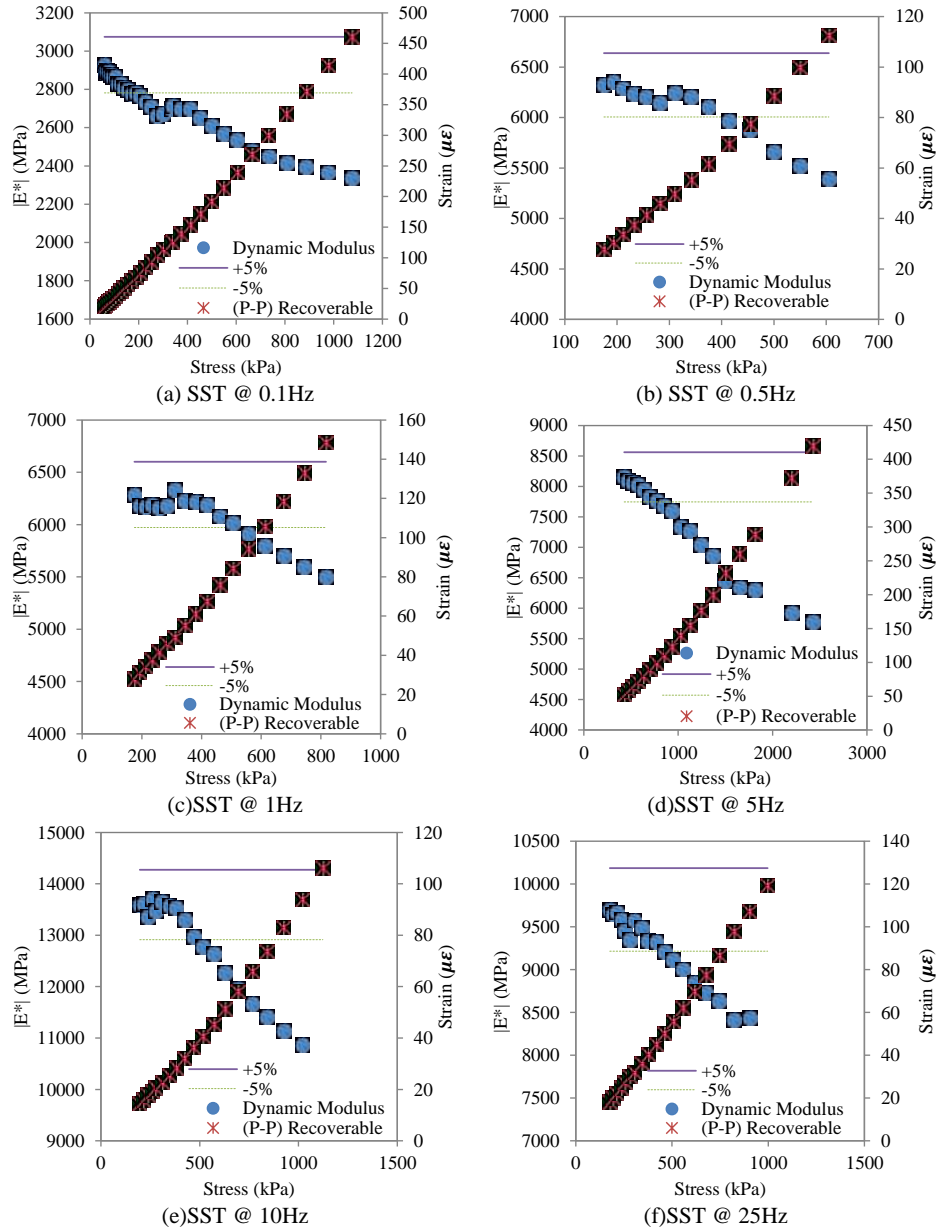 3400
3200
3000
2800
2600
2400
2200
2000
1800
1600
500
450
400
350
300
250
200
150
100
50
0
0 200 400 600 800 1000 1200
|E*| (MPa)
Strain (με)
Stress (kPa)
Dynamic Modulus
+5%
-5%
(P-P) Recoverable
(a) SST @ 0.1Hz
7000
6500
6000
5500
5000
4500
4000
120
100
80
60
40
20
0
100 200 300 400 500 600 700
|E*| (MPa)
Strain (με)
Stress (kPa)
+5%
-5%
Dynamic Modulus
(P-P) Recoverable
(b) SST @ 0.5Hz
7000
6500
6000
5500
5000
4500
4000
160
140
120
100
80
60
40
20
0
0 200 400 600 800 1000
|E*| (MPa)
Strain (με)
Stress (kPa)
+5%
-5%
Dynamic Modulus
(P-P) Recoverable
(c)SST @ 1Hz
9000
8500
8000
7500
7000
6500
6000
5500
5000
4500
4000
450
400
350
300
250
200
150
100
50
0
0 1000 2000 3000
|E*| (MPa)
Strain (με)
Stress (kPa)
Dynamic Modulus
+5%
-5%
(P-P) Recoverable
(d)SST @ 5Hz
15000
14000
13000
12000
11000
10000
9000
120
100
80
60
40
20
0
0 500 1000 1500
|E*| (MPa)
Strain (με)
Stress (kPa)
+5%
-5%
Dynamic Modulus
(P-P) Recoverable
(e)SST @ 10Hz
10500
10000
9500
9000
8500
8000
7500
7000
140
120
100
80
60
40
20
0
0 500 1000 1500
|E*| (MPa)
Strain (με)
Stress (kPa)
+5%
-5%
Dynamic Modulus
(P-P) Recoverable
(f)SST @ 25Hz